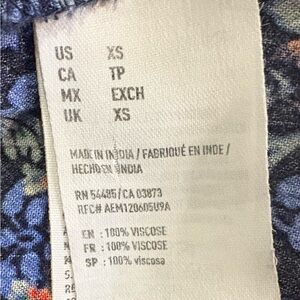 US XS
CA TP
MX EXCH
UK XS
MADE IN INDIA / FABRIQUÉ EN INDE /
HECHO EN INDIA
RN 54485 / CA 03873
RFC# AEM120605U9A
EN : 100% VISCOSE
FR : 100% VISCOSE
SP : 100% viscosa